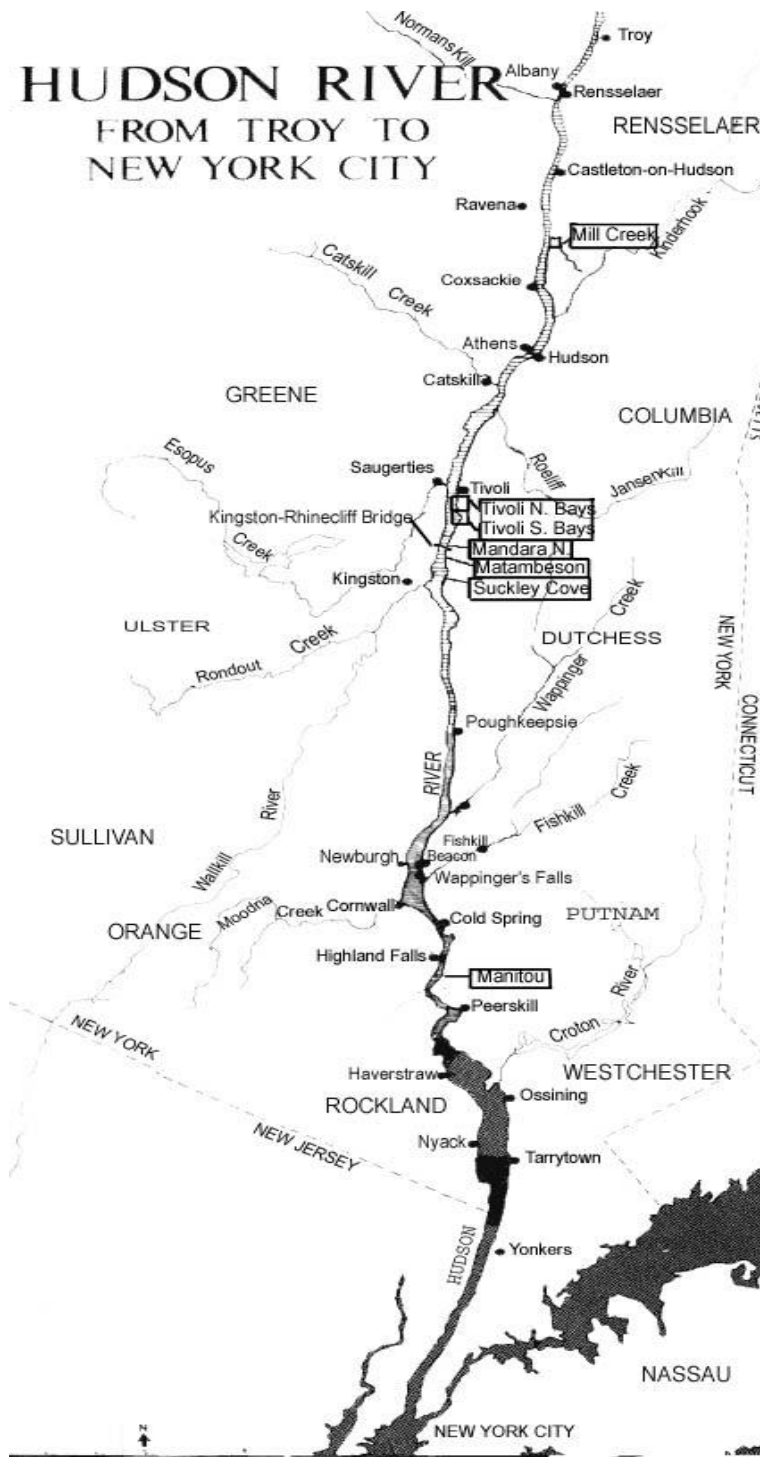 HUDSON RIVER
FROM TROY TO
NEW YORK CITY
Normans Kill
Troy
Albany
Rensselaer
RENSSELAER
Castleton-on-Hudson
Ravena
Mill Creek
Kinderhook
Catskill
Creek
Coxsackie
Athens
Hudson
Catskill
GREENE
COLUMBIA
Esopus
Creek
Saugerties
Roeliff
JansenKill
Tivoli
Tivoli N. Bays
Kingston-Rhinecliff Bridge
Tivoli S. Bays
Mandara N.
Matambeson
Kingston
Suckley Cove
ULSTER
Rondout
Creek
DUTCHESS
Wappinger
Creek
NEW YORK
CONNECTICUT
Poughkeepsie
RIVER
SULLIVAN
Wallkill
River
Fishkill
Creek
Fishkill
Newburgh
Beacon
Wappinger's Falls
Cornwall
Moodna
Creek
ORANGE
Cold Spring
PUTNAM
Highland Falls
Manitou
Peerskill
Croton
River
NEW YORK
NEW JERSEY
Haverstraw
WESTCHESTER
ROCKLAND
Ossining
Nyack
Tarrytown
HUDSON
Yonkers
NASSAU
NEW YORK CITY
N